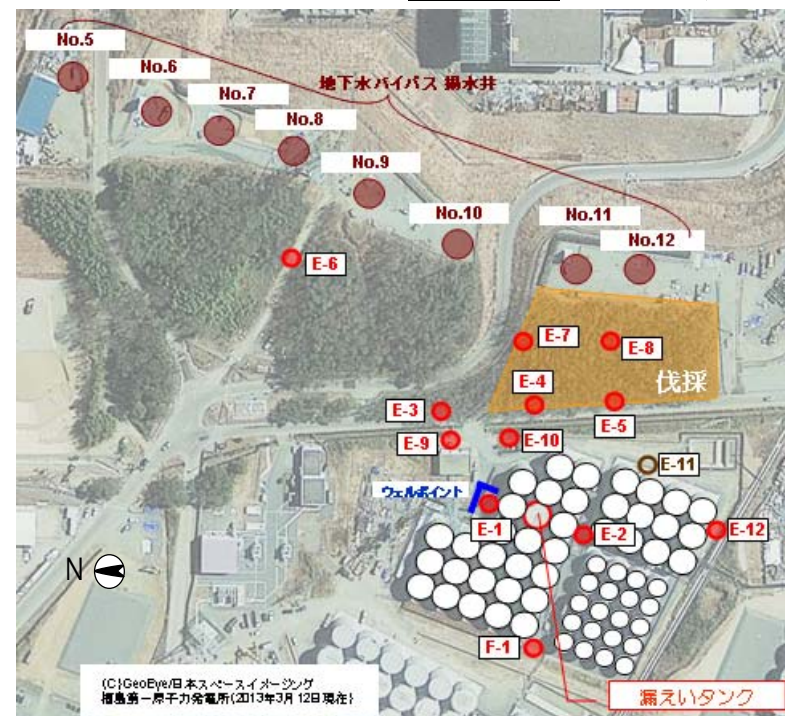 No.5
No.6
No.7
No.8
No.9
No.10
No.11
No.12
地下水バイパス 揚水井
E-6
E-7
E-8
伐採
E-4
E-5
E-3
E-9
E-10
E-11
ウェルポイント
E-1
E-2
E-12
N
F-1
漏えいタンク
(C)GeoEye/日本スペースイメージング
福島第一原子力発電所(2013年3月12日現在)